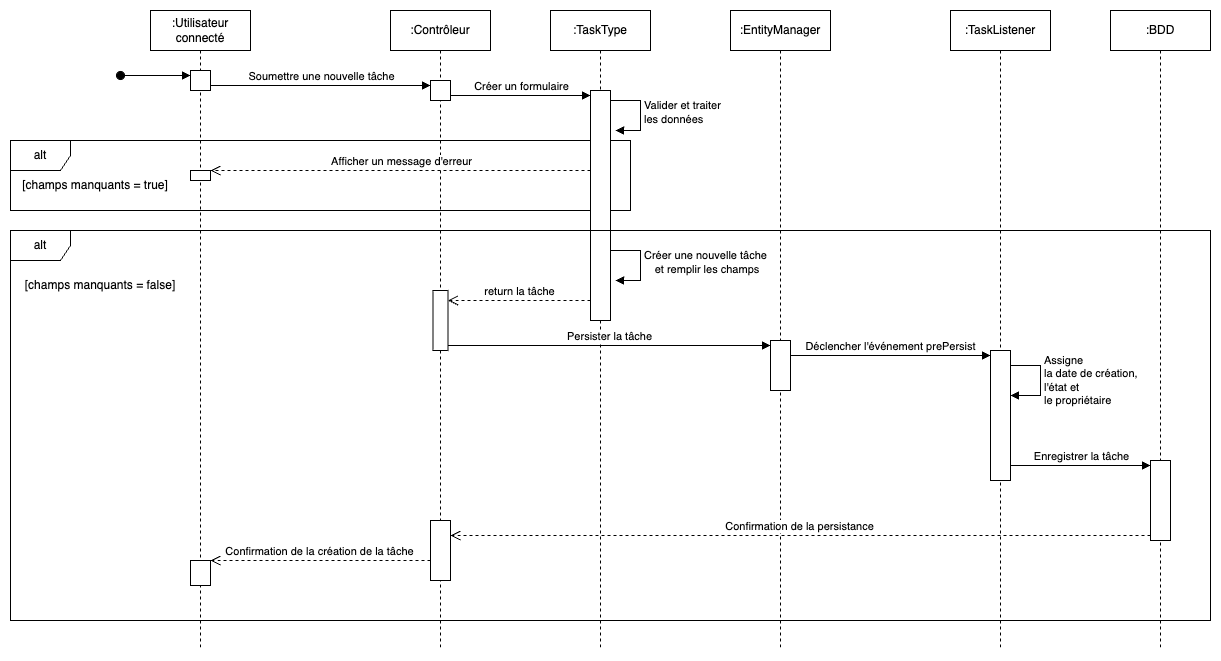 :Utilisateur
connecté
:Contrôleur
:TaskType
:EntityManager
:TaskListener
:BDD
Soumettre une nouvelle tâche
Créer un formulaire
Valider et traiter
les données
alt
Afficher un message d'erreur
[champs manquants = true]
alt
Créer une nouvelle tâche
et remplir les champs
[champs manquants = false]
return la tâche
Persister la tâche
Déclencher l'événement prePersist
Assigne
la date de création,
l'état et
le propriétaire
Enregistrer la tâche
Confirmation de la persistance
Confirmation de la création de la tâche